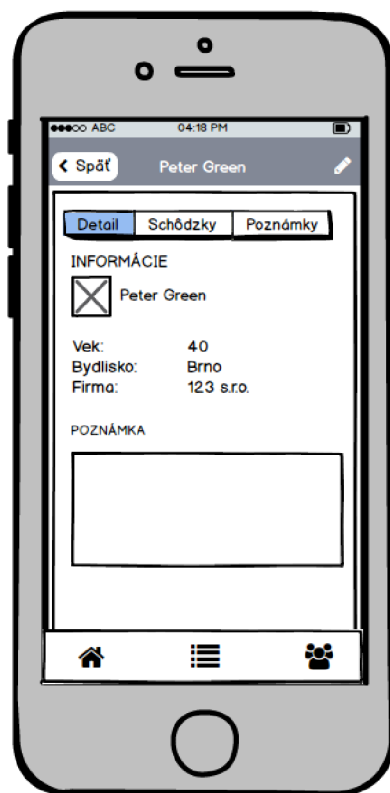 ABC 04:18 PM
Späť Peter Green
Detail Schôdzky Poznámky
INFORMÁCIE
Peter Green
Vek: 40
Bydlisko: Brno
Firma: 123 s.r.o.
POZNÁMKA